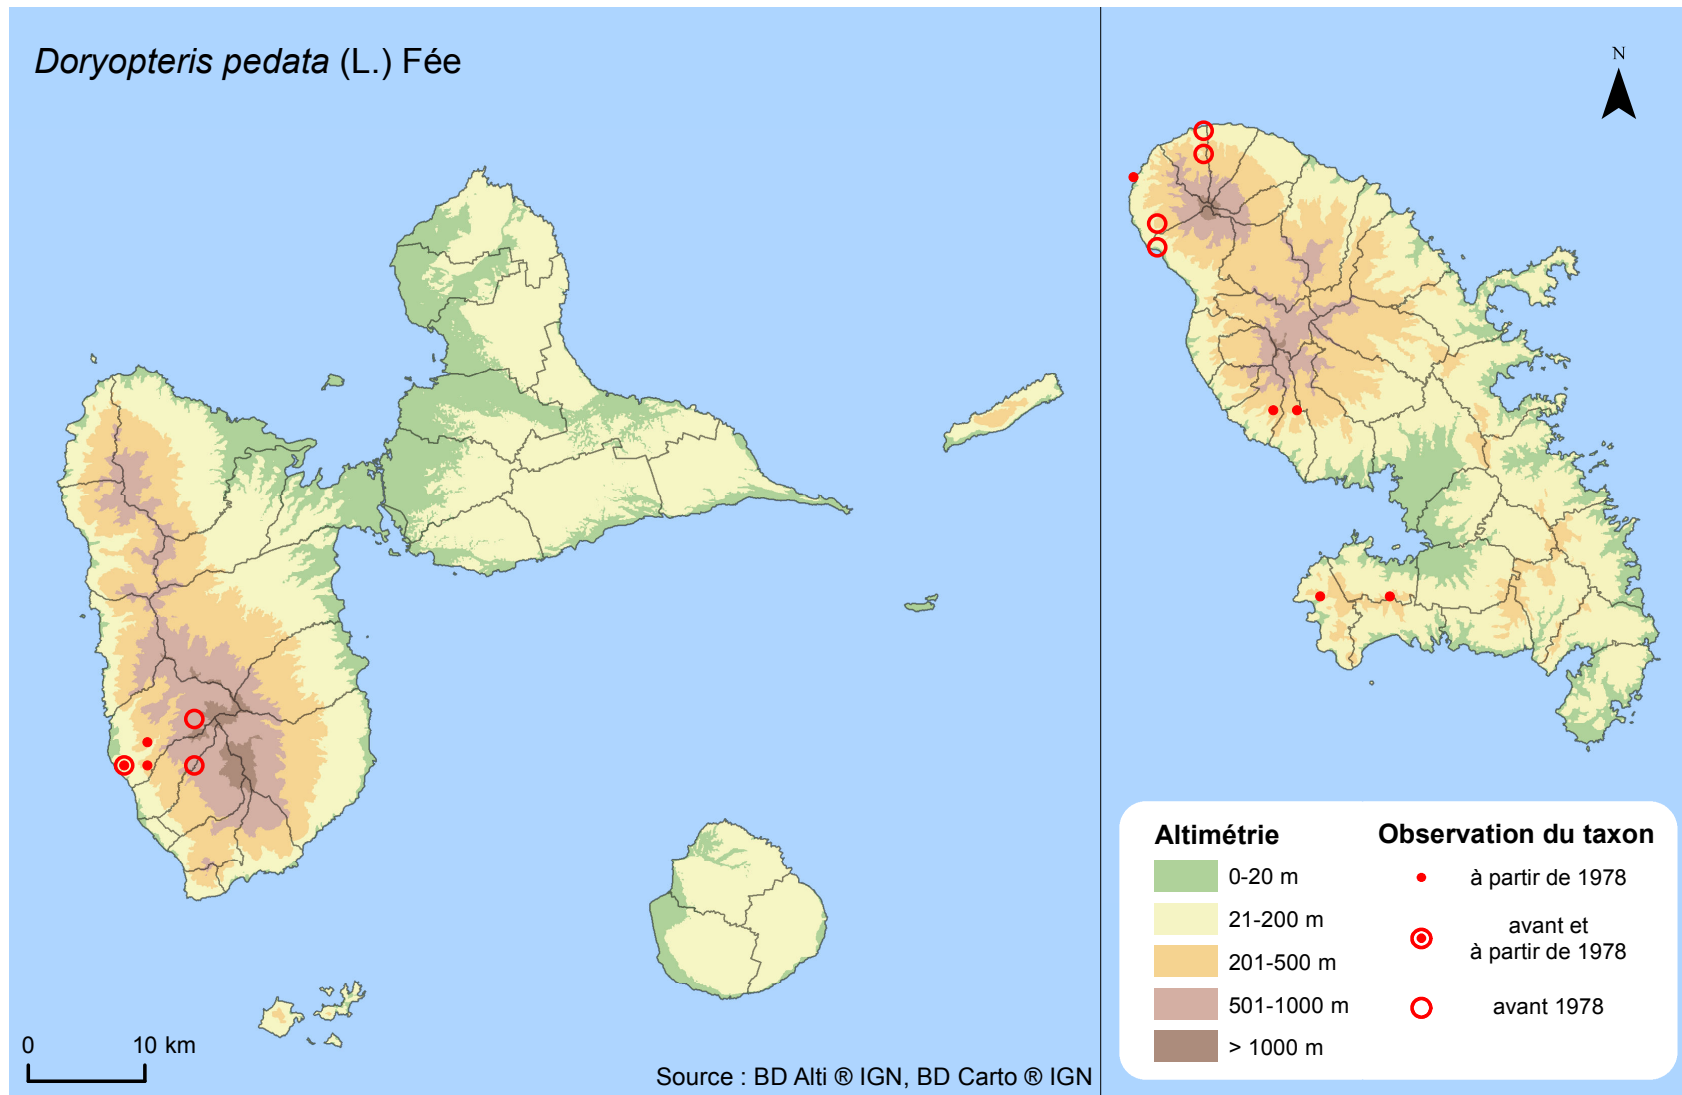 Doryopteris pedata (L.) Fée
N
Altimétrie
0-20 m
21-200 m
201-500 m
501-1000 m
> 1000 m
Observation du taxon
à partir de 1978
avant et
à partir de 1978
avant 1978
0 10 km
Source : BD Alti ® IGN, BD Carto ® IGN